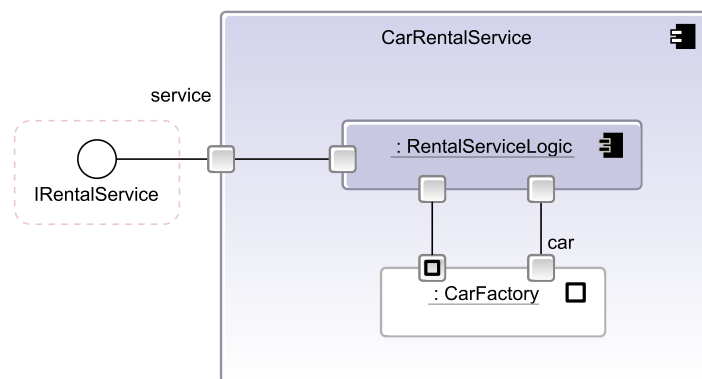 CarRentalService
service
: RentalServiceLogic
IRentalService
car
: CarFactory